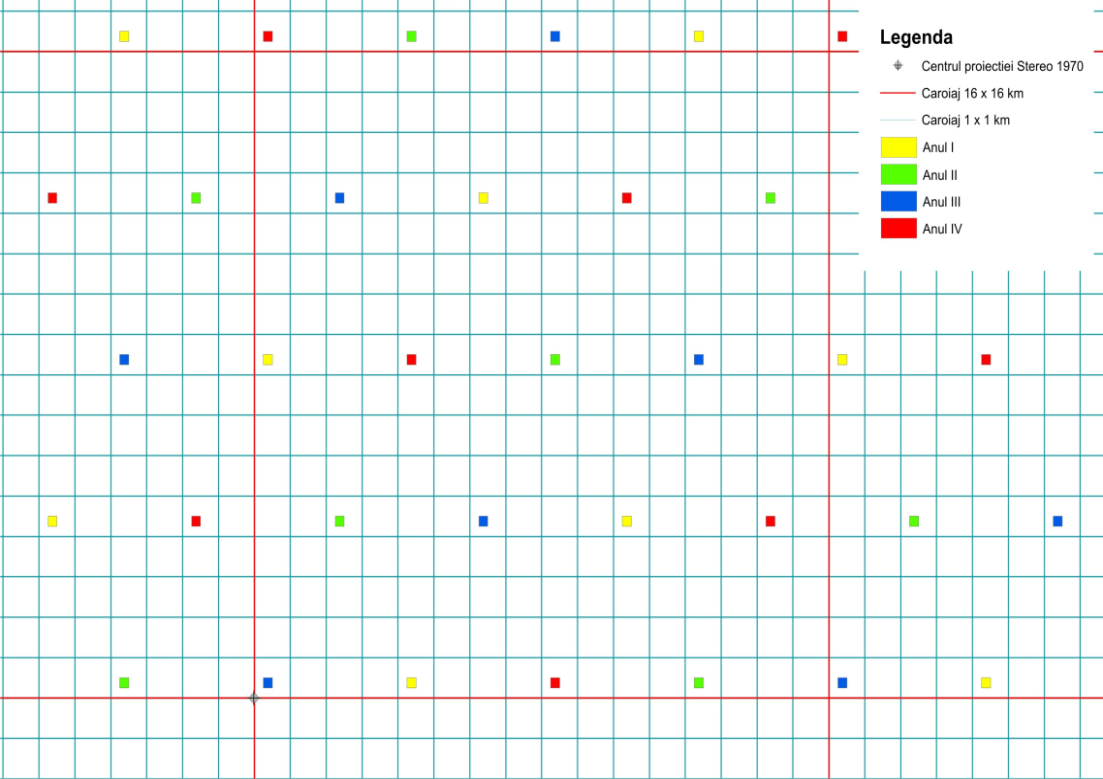 Legenda
Centrul proiectiei Stereo 1970
Caroiaj 16 x 16 km
Caroiaj 1 x 1 km
Anul I
Anul II
Anul III
Anul IV